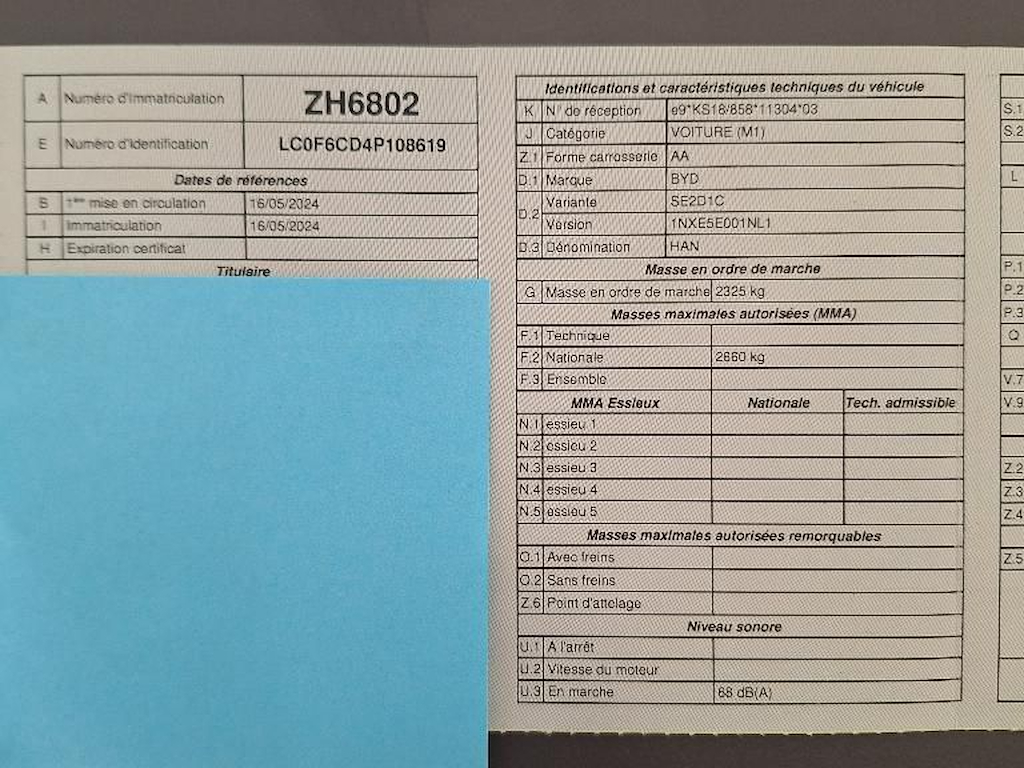 A Numéro d'Immatriculation ZH6802
E Numéro d'Identification LC0F6CD4P108619
Dates de références
B 1ère mise en circulation 16/05/2024
I Immatriculation 16/05/2024
H Expiration certificat
Titulaire
Identifications et caractéristiques techniques du véhicule
K N° de réception e9*KS18/858*11304*03
J Catégorie VOITURE (M1)
Z.1 Forme carrosserie AA
D.1 Marque BYD
D.2 Variante SE2D1C
Version 1NXE5E001NL1
D.3 Dénomination HAN
Masse en ordre de marche
G Masse en ordre de marche 2325 kg
Masses maximales autorisées (MMA)
F.1 Technique
F.2 Nationale 2660 kg
F.3 Ensemble
MMA Essieux Nationale Tech. admissible
N.1 essieu 1
N.2 essieu 2
N.3 essieu 3
N.4 essieu 4
N.5 essieu 5
Masses maximales autorisées remorquables
O.1 Avec freins
O.2 Sans freins
Z.6 Point d'attelage
Niveau sonore
U.1 A l'arrêt
U.2 Vitesse du moteur
U.3 En marche 68 dB(A)
S.1
S.2
L
P.1
P.2
P.3
Q
V.7
V.9
Z.2
Z.3
Z.4
Z.5